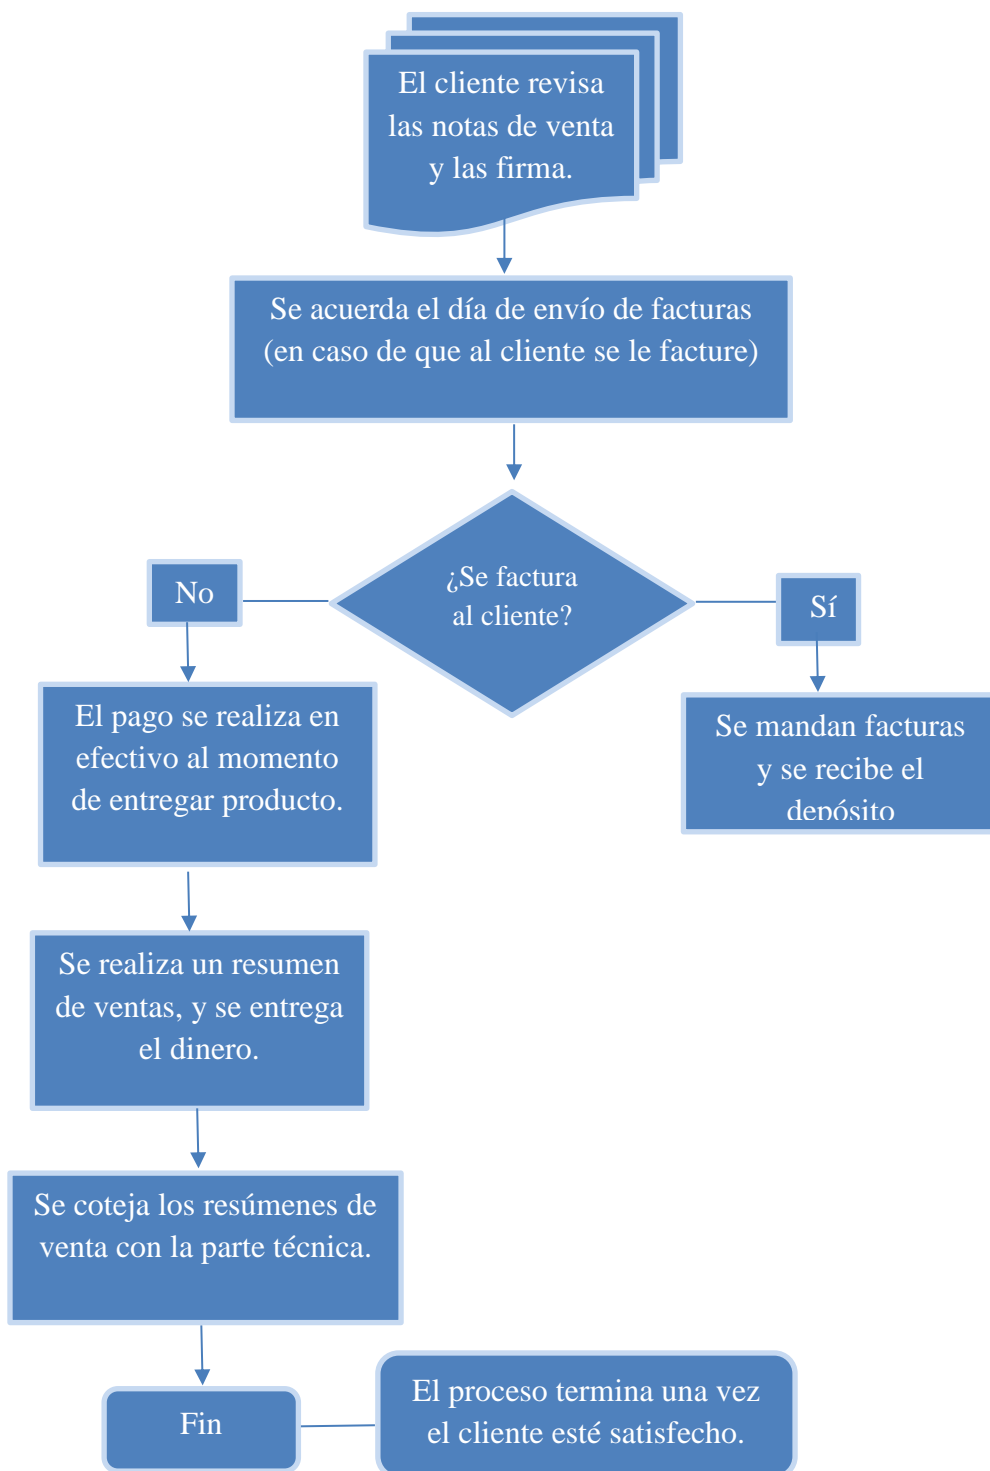 El cliente revisa
las notas de venta
y las firma.
Se acuerda el día de envío de facturas
(en caso de que al cliente se le facture)
¿Se factura
al cliente?
No
Sí
El pago se realiza en
efectivo al momento
de entregar producto.
Se mandan facturas
y se recibe el
depósito
Se realiza un resumen
de ventas, y se entrega
el dinero.
Se coteja los resúmenes de
venta con la parte técnica.
Fin
El proceso termina una vez
el cliente esté satisfecho.